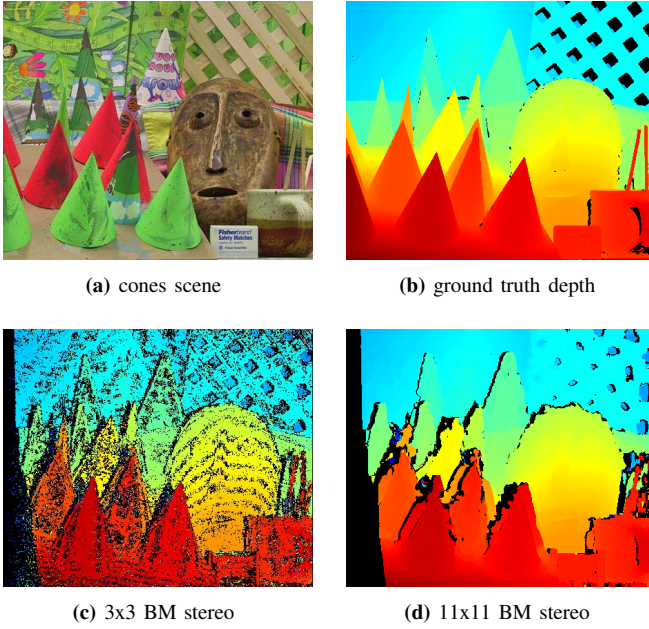 Fisherbrand
Safety Matches
(a) cones scene
(b) ground truth depth
(c) 3x3 BM stereo
(d) 11x11 BM stereo